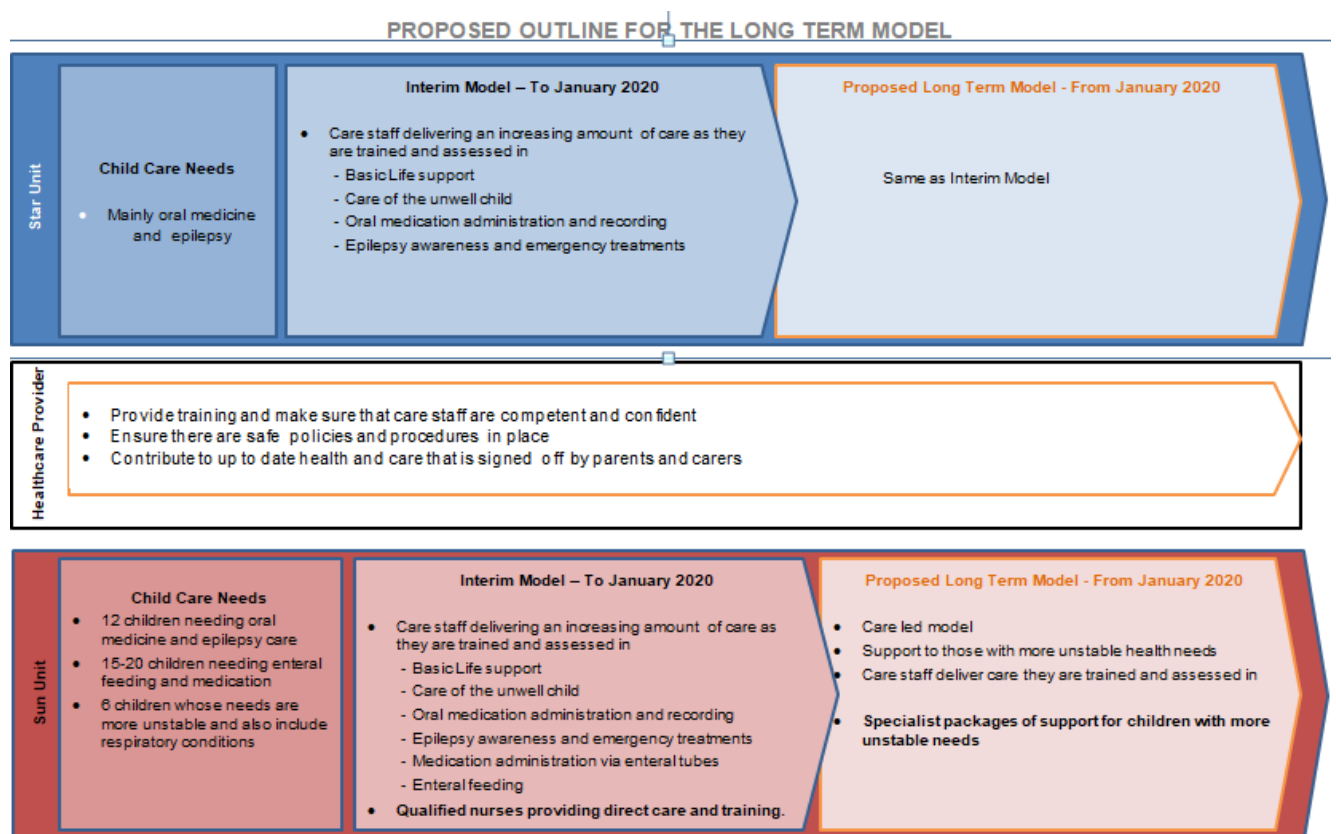 PROPOSED OUTLINE FOR THE LONG TERM MODEL
Star Unit
Child Care Needs
• Mainly oral medicine
and epilepsy
Interim Model – To January 2020
• Care staff delivering an increasing amount of care as they
are trained and assessed in
- Basic Life support
- Care of the unwell child
- Oral medication administration and recording
- Epilepsy awareness and emergency treatments
Proposed Long Term Model - From January 2020
Same as Interim Model
Healthcare Provider
• Provide training and make sure that care staff are competent and confident
• Ensure there are safe policies and procedures in place
• Contribute to up to date health and care that is signed off by parents and carers
Sun Unit
Child Care Needs
• 12 children needing oral
medicine and epilepsy care
• 15-20 children needing enteral
feeding and medication
• 6 children whose needs are
more unstable and also include
respiratory conditions
Interim Model – To January 2020
• Care staff delivering an increasing amount of care as
they are trained and assessed in
- Basic Life support
- Care of the unwell child
- Oral medication administration and recording
- Epilepsy awareness and emergency treatments
- Medication administration via enteral tubes
- Enteral feeding
• Qualified nurses providing direct care and training.
Proposed Long Term Model - From January 2020
• Care led model
• Support to those with more unstable health needs
• Care staff deliver care they are trained and assessed in
• Specialist packages of support for children with more
unstable needs